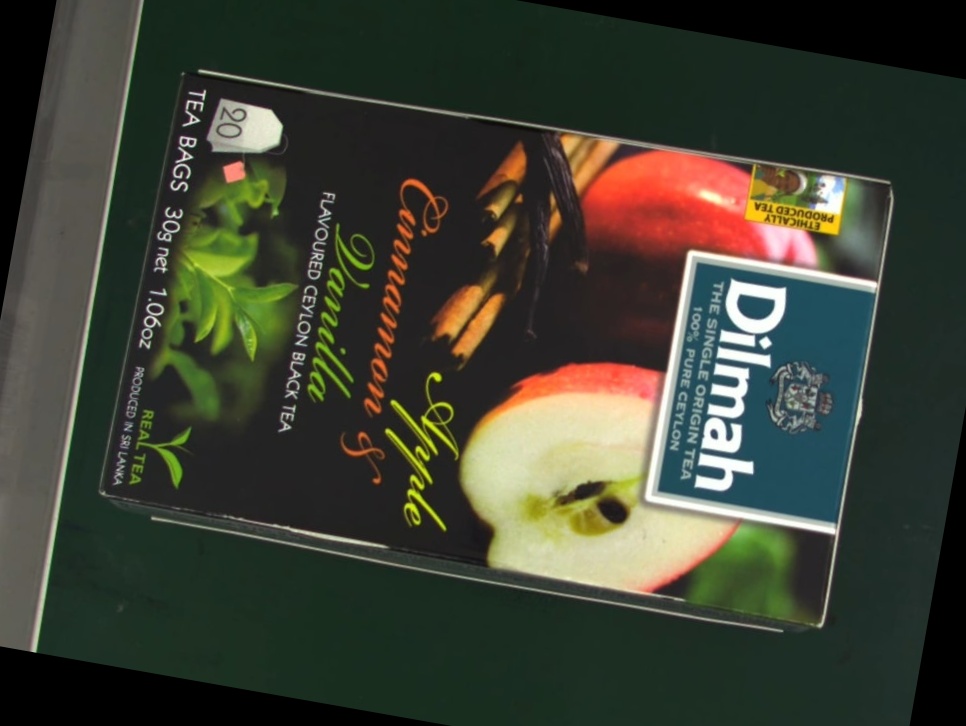 ETHICALLY
PRODUCED TEA
Dilmah
THE SINGLE ORIGIN TEA
100% PURE CEYLON
Apple
Cinnamon &
Vanilla
FLAVOURED CEYLON BLACK TEA
20
TEA BAGS 30g net 1.06oz
REAL TEA
PRODUCED IN SRI LANKA